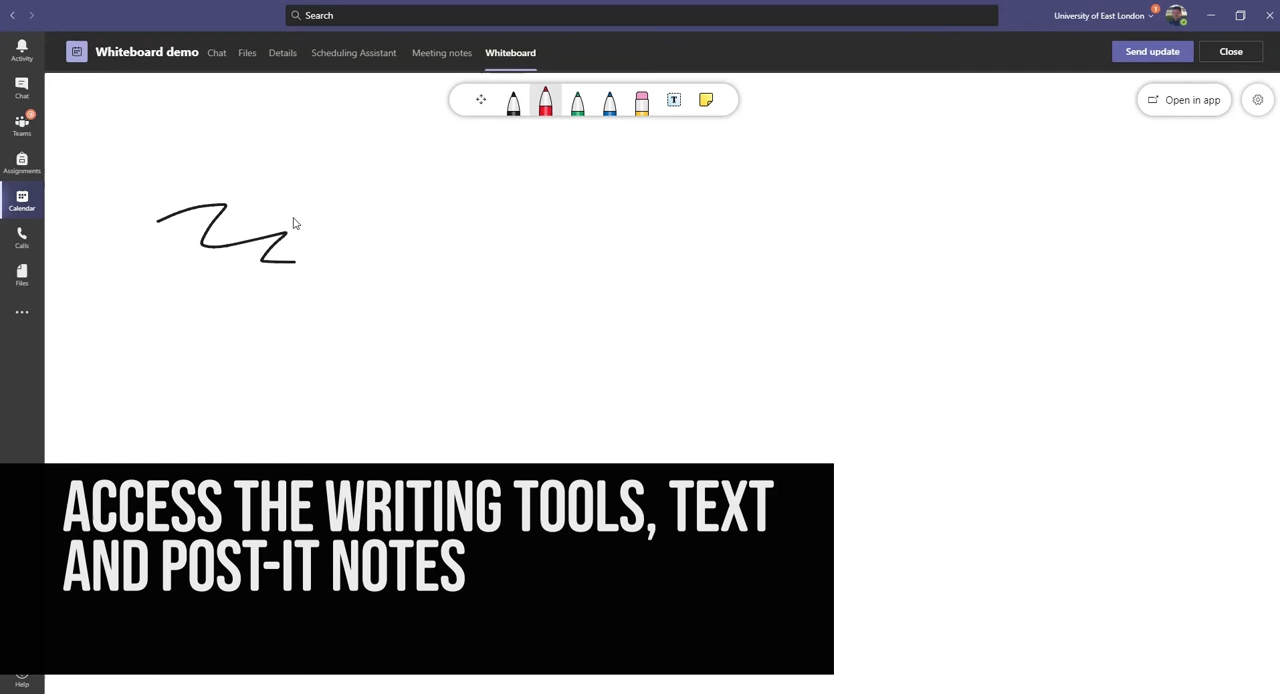 Search
University of East London
1
Activity
Chat
Teams
Assignments
Calendar
Calls
Files
Help
Whiteboard demo
Chat
Files
Details
Scheduling Assistant
Meeting notes
Whiteboard
Send update
Close
T
Open in app
ACCESS THE WRITING TOOLS, TEXT
AND POST-IT NOTES